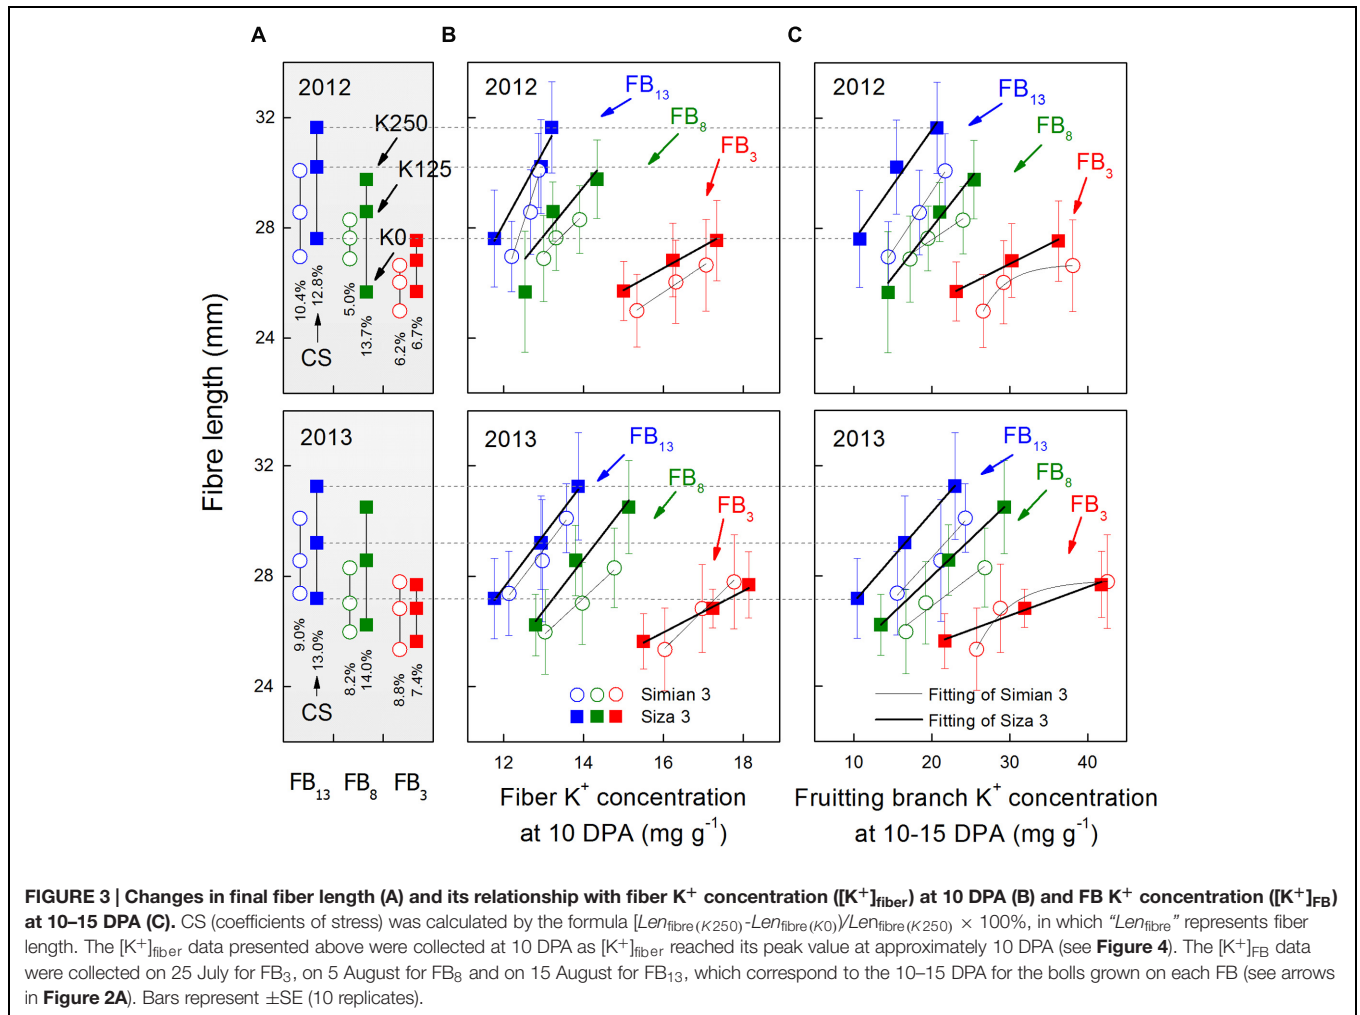 A B C
Fibre length (mm)
2012
K250
K125
K0
10.4%
12.8%
5.0%
13.7%
6.2%
6.7%
CS
32
28
24
2012
FB13
FB8
FB3
2012
FB13
FB8
FB3
2013
9.0%
13.0%
8.2%
14.0%
8.8%
7.4%
CS
32
28
24
FB13 FB8 FB3
2013
FB13
FB8
FB3
Simian 3
Siza 3
12 14 16 18
Fiber K+ concentration
at 10 DPA (mg g-1)
2013
FB13
FB8
FB3
Fitting of Simian 3
Fitting of Siza 3
10 20 30 40
Fruitting branch K+ concentration
at 10-15 DPA (mg g-1)
FIGURE 3 | Changes in final fiber length (A) and its relationship with fiber K+ concentration ([K+]fiber) at 10 DPA (B) and FB K+ concentration ([K+]FB)
at 10–15 DPA (C). CS (coefficients of stress) was calculated by the formula [Lenfibre(K250)-Lenfibre(K0)/Lenfibre(K250) × 100%, in which “Lenfibre” represents fiber
length. The [K+]fiber data presented above were collected at 10 DPA as [K+]fiber reached its peak value at approximately 10 DPA (see Figure 4). The [K+]FB data
were collected on 25 July for FB3, on 5 August for FB8 and on 15 August for FB13, which correspond to the 10–15 DPA for the bolls grown on each FB (see arrows
in Figure 2A). Bars represent ±SE (10 replicates).